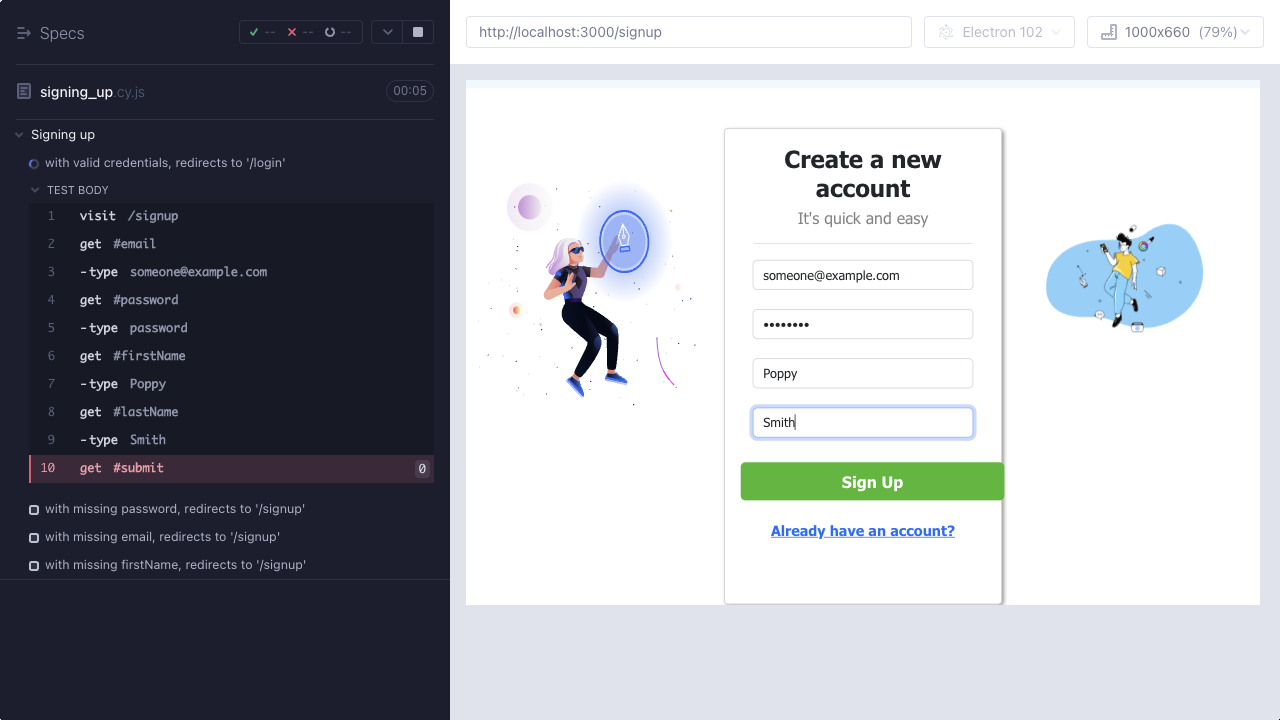 Specs
-- -- --
signing_up.cy.js
00:05
Signing up
with valid credentials, redirects to '/login'
TEST BODY
1 visit /signup
2 get #email
3 -type someone@example.com
4 get #password
5 -type password
6 get #firstName
7 -type Poppy
8 get #lastName
9 -type Smith
10 get #submit 0
with missing password, redirects to '/signup'
with missing email, redirects to '/signup'
with missing firstName, redirects to '/signup'
http://localhost:3000/signup
Electron 102
1000x660 (79%)
Create a new
account
It's quick and easy
someone@example.com
••••••••
Poppy
Smith
Sign Up
Already have an account?